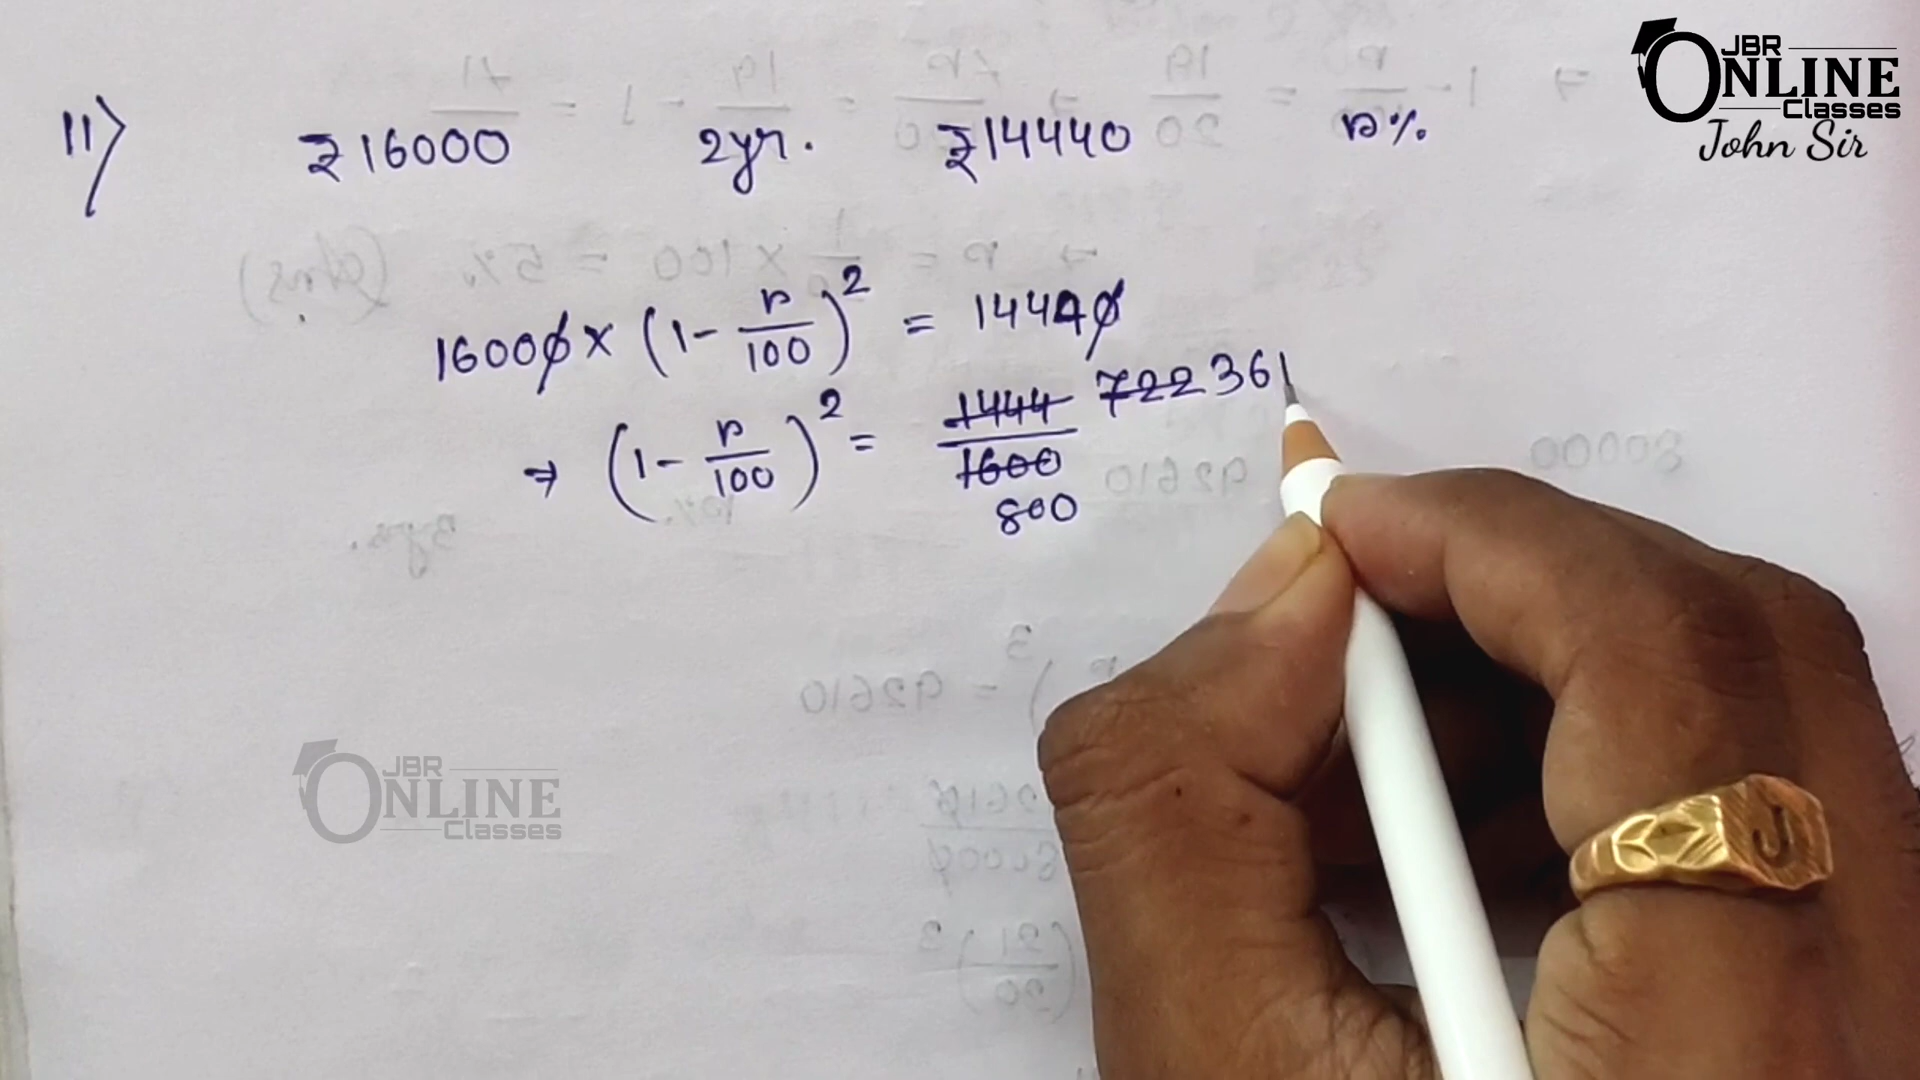 JBR
ONLINE
Classes
John Sir
11) ₹16000 2yr. ₹14440 r%
16000 × (1 - r/100)² = 14440
⇒ (1 - r/100)² = 1444/1600 722 361
800
JBR
ONLINE
Classes